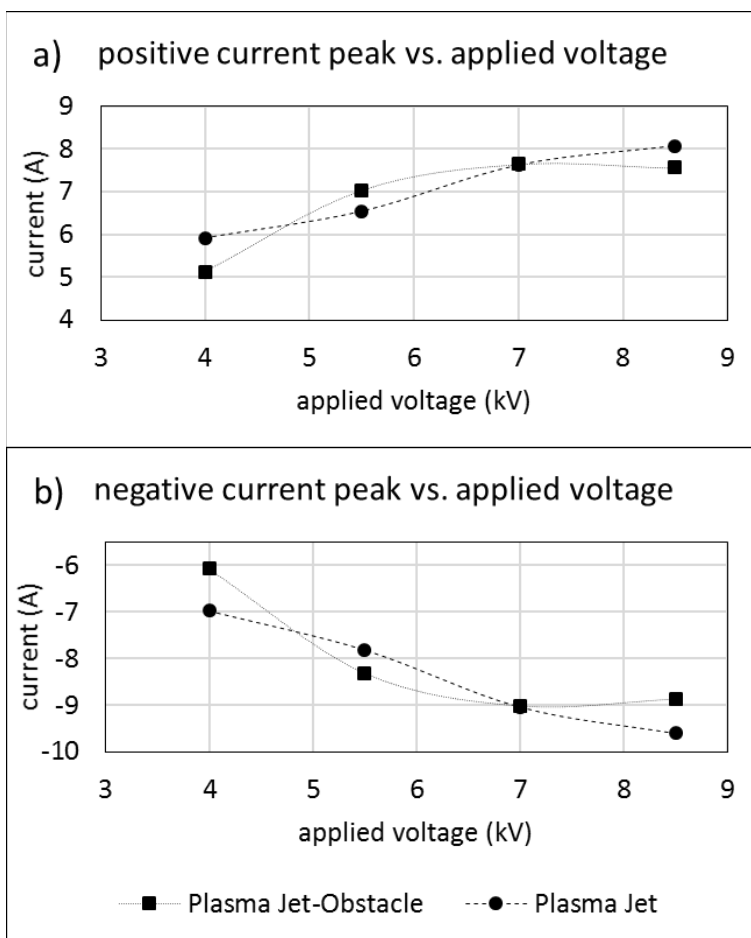 a) positive current peak vs. applied voltage
9
8
7
6
5
4
current (A)
3 4 5 6 7 8 9
applied voltage (kV)
b) negative current peak vs. applied voltage
-6
-7
-8
-9
-10
current (A)
3 4 5 6 7 8 9
applied voltage (kV)
Plasma Jet-Obstacle Plasma Jet